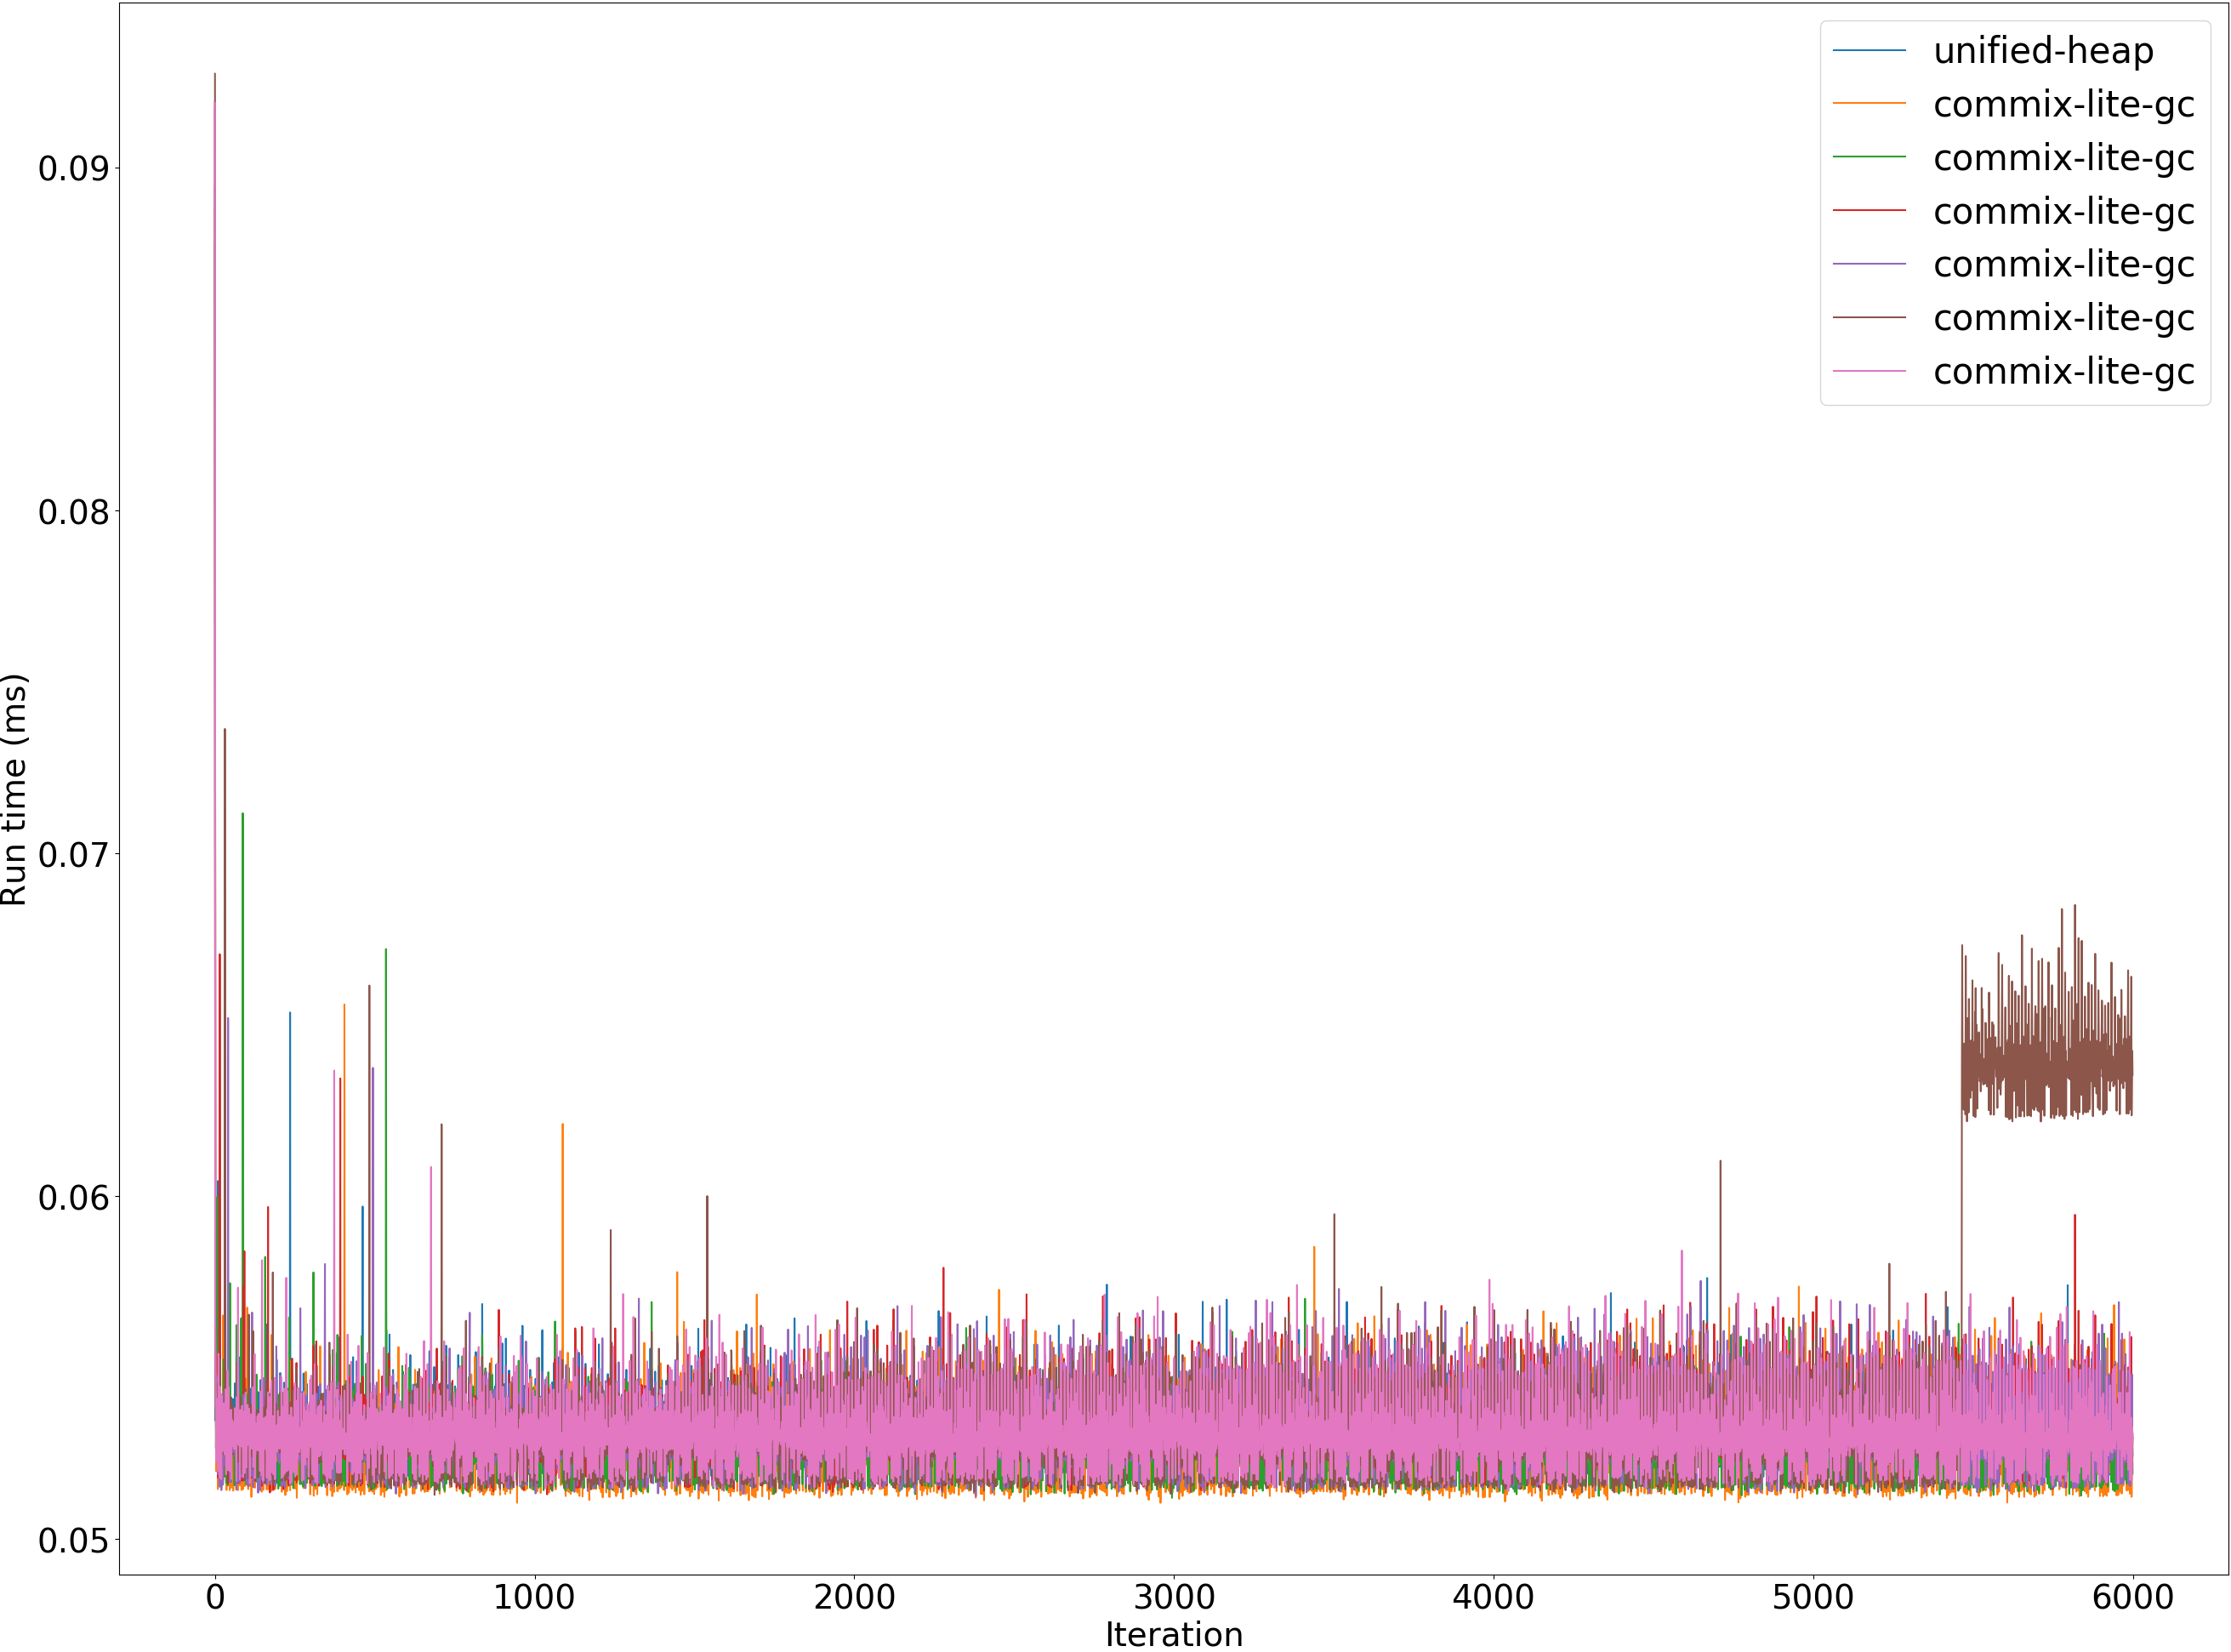 unified-heap
commix-lite-gc
commix-lite-gc
commix-lite-gc
commix-lite-gc
commix-lite-gc
commix-lite-gc
0.09
0.08
0.07
0.06
0.05
Run time (ms)
0 1000 2000 3000 4000 5000 6000
Iteration